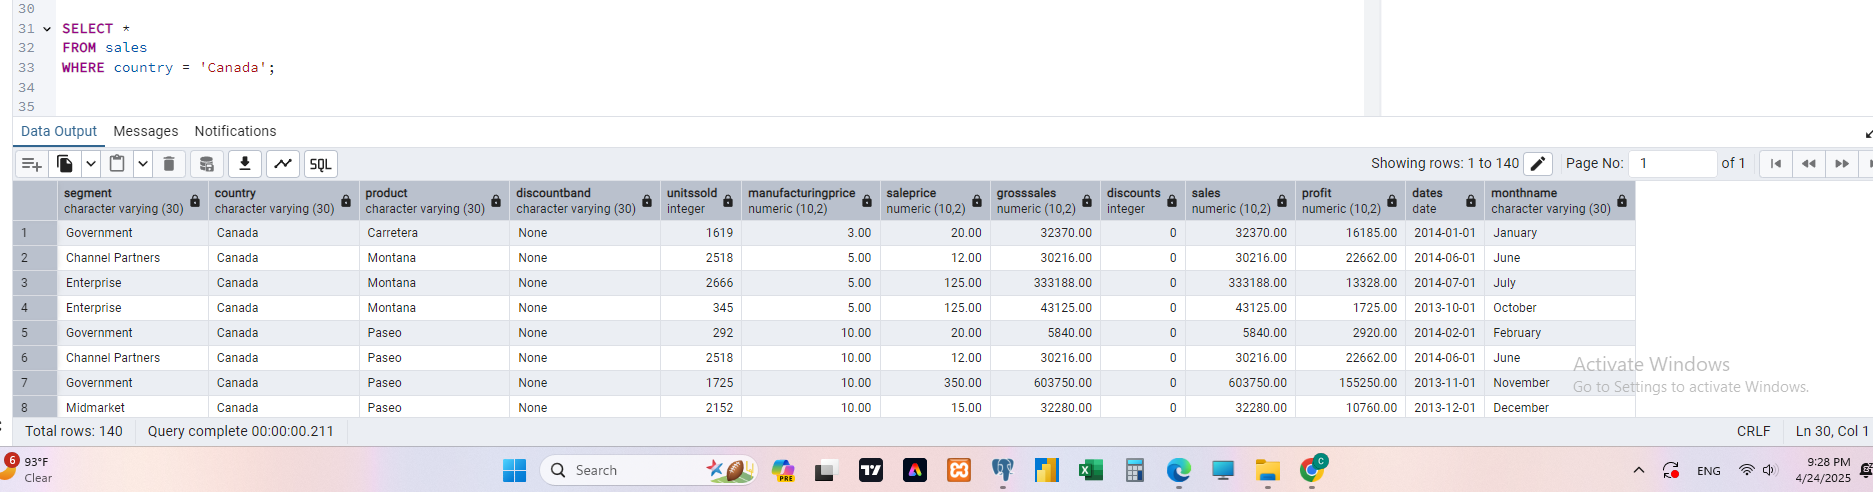 30
31 SELECT *
32 FROM sales
33 WHERE country = 'Canada';
34
35
Data Output Messages Notifications
SQL Showing rows: 1 to 140 Page No: 1 of 1
segment country product discountband unitssold manufacturingprice saleprice grosssales discounts sales profit dates monthname
character varying (30) character varying (30) character varying (30) character varying (30) integer numeric (10,2) numeric (10,2) numeric (10,2) integer numeric (10,2) numeric (10,2) date character varying (30)
1 Government Canada Carretera None 1619 3.00 20.00 32370.00 0 32370.00 16185.00 2014-01-01 January
2 Channel Partners Canada Montana None 2518 5.00 12.00 30216.00 0 30216.00 22662.00 2014-06-01 June
3 Enterprise Canada Montana None 2666 5.00 125.00 333188.00 0 333188.00 13328.00 2014-07-01 July
4 Enterprise Canada Montana None 345 5.00 125.00 43125.00 0 43125.00 1725.00 2013-10-01 October
5 Government Canada Paseo None 292 10.00 20.00 5840.00 0 5840.00 2920.00 2014-02-01 February
6 Channel Partners Canada Paseo None 2518 10.00 12.00 30216.00 0 30216.00 22662.00 2014-06-01 June
7 Government Canada Paseo None 1725 10.00 350.00 603750.00 0 603750.00 155250.00 2013-11-01 November
8 Midmarket Canada Paseo None 2152 10.00 15.00 32280.00 0 32280.00 10760.00 2013-12-01 December
Activate Windows
Go to Settings to activate Windows.
Total rows: 140 Query complete 00:00:00.211 CRLF Ln 30, Col 1
6 93°F
Clear
Search
PRE
C
ENG
9:28 PM
4/24/2025